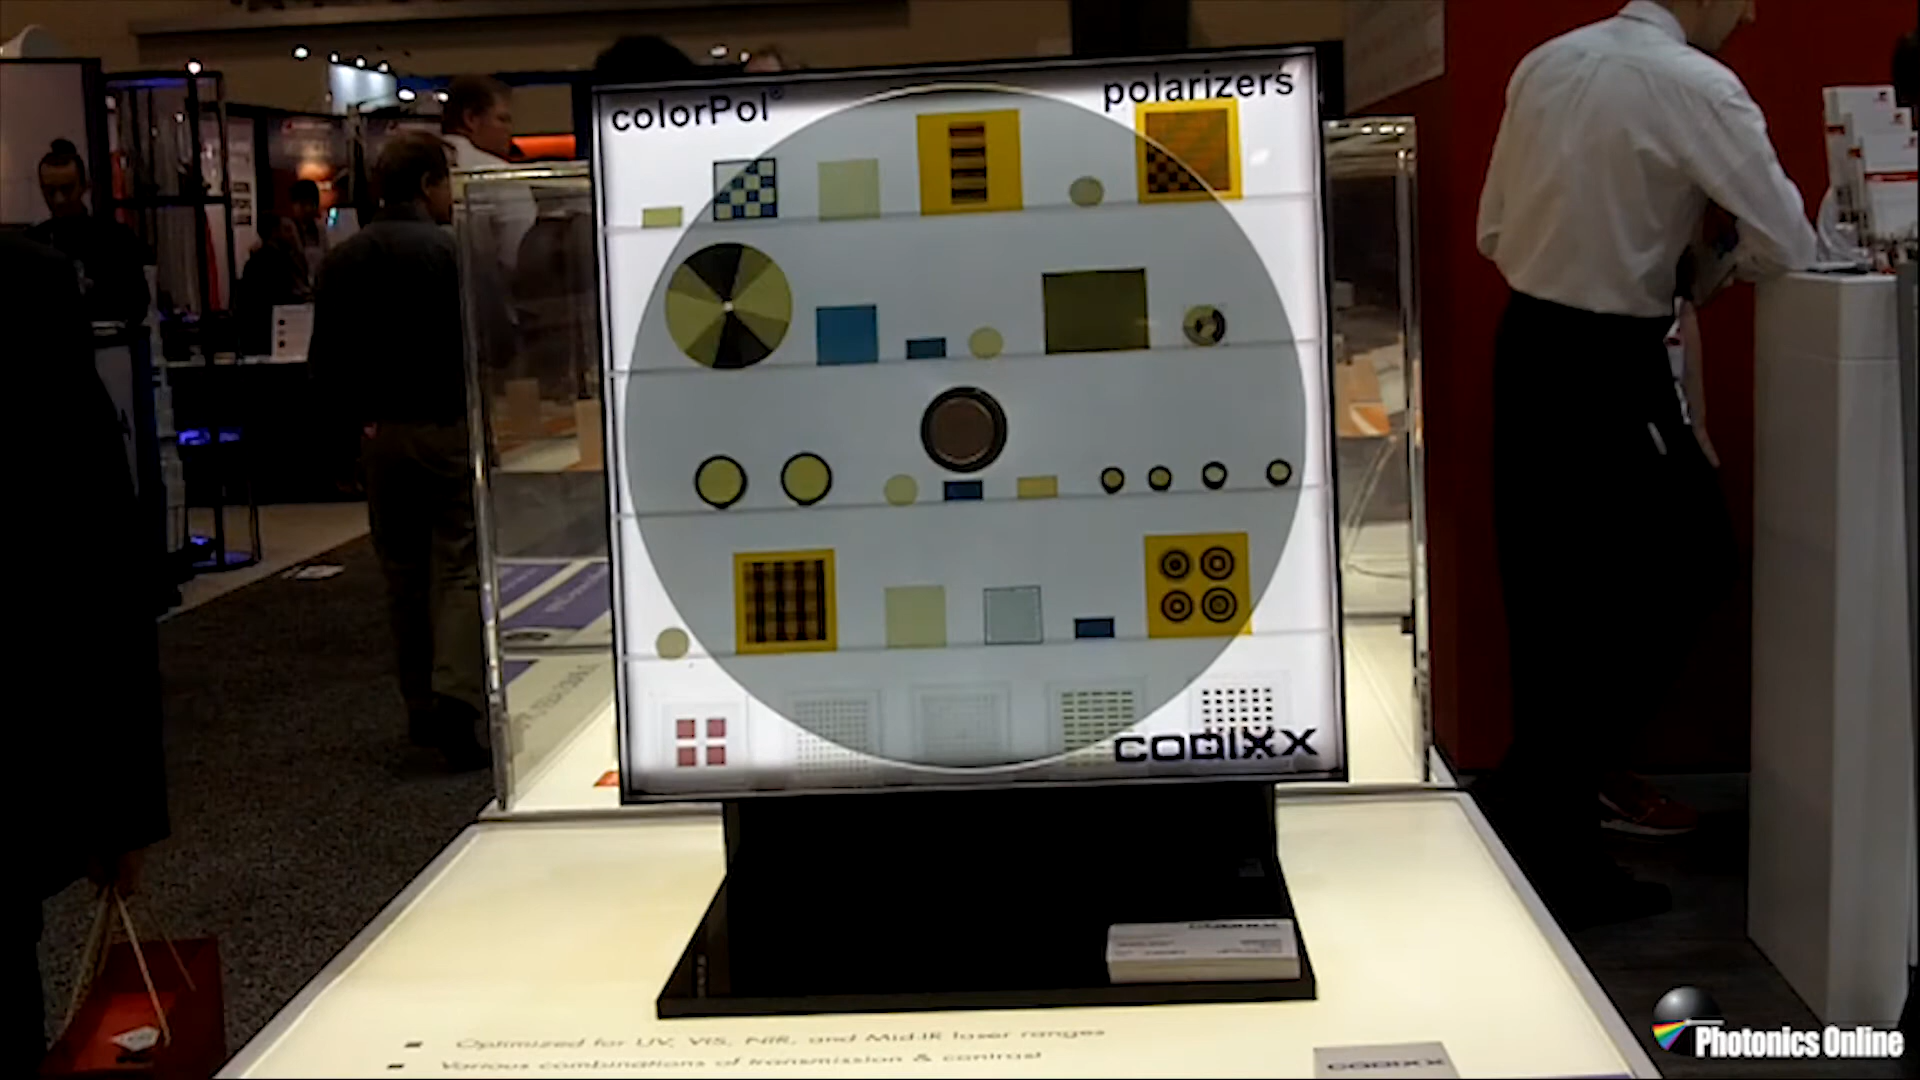 colorPol®
polarizers
CODIXX
Optimized for UV, VIS, NIR, and Mid-IR laser ranges
Various combinations of transmission & contrast
CODIXX
Photonics Online